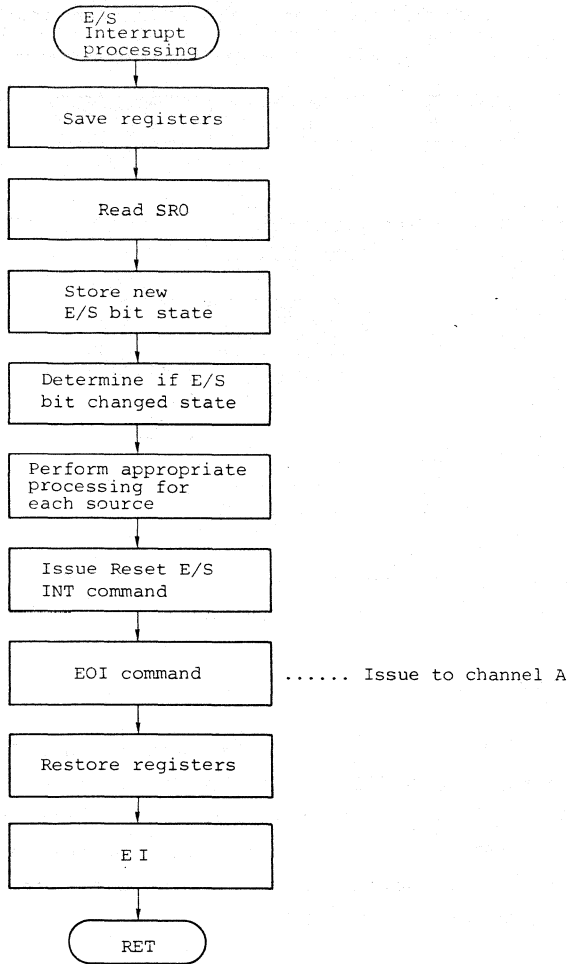 E/S
Interrupt
processing
Save registers
Read SR0
Store new
E/S bit state
Determine if E/S
bit changed state
Perform appropriate
processing for
each source
Issue Reset E/S
INT command
EOI command ...... Issue to channel A
Restore registers
EI
RET